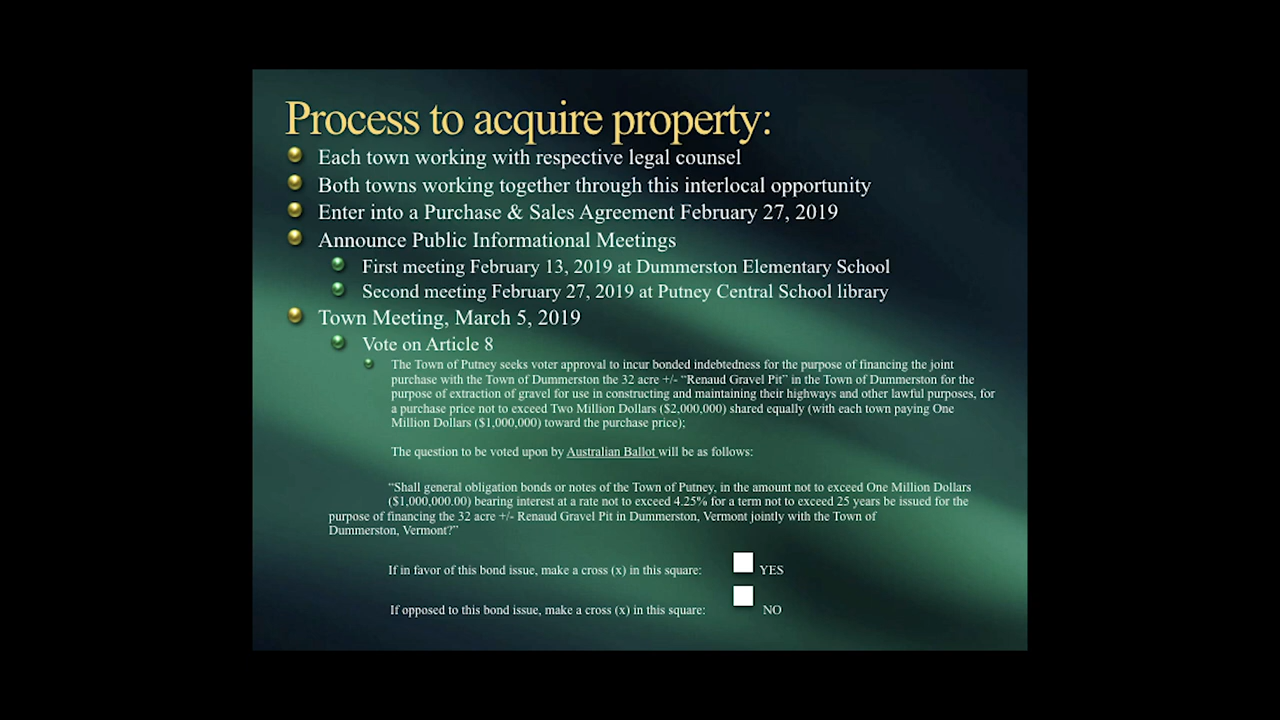 Process to acquire property:
Each town working with respective legal counsel
Both towns working together through this interlocal opportunity
Enter into a Purchase & Sales Agreement February 27, 2019
Announce Public Informational Meetings
First meeting February 13, 2019 at Dummerston Elementary School
Second meeting February 27, 2019 at Putney Central School library
Town Meeting, March 5, 2019
Vote on Article 8
The Town of Putney seeks voter approval to incur bonded indebtedness for the purpose of financing the joint
purchase with the Town of Dummerston the 32 acre +/- “Renaud Gravel Pit” in the Town of Dummerston for the
purpose of extraction of gravel for use in constructing and maintaining their highways and other lawful purposes, for
a purchase price not to exceed Two Million Dollars ($2,000,000) shared equally (with each town paying One
Million Dollars ($1,000,000) toward the purchase price);
The question to be voted upon by Australian Ballot will be as follows:
“Shall general obligation bonds or notes of the Town of Putney, in the amount not to exceed One Million Dollars
($1,000,000.00) bearing interest at a rate not to exceed 4.25% for a term not to exceed 25 years be issued for the
purpose of financing the 32 acre +/- Renaud Gravel Pit in Dummerston, Vermont jointly with the Town of
Dummerston, Vermont?”
If in favor of this bond issue, make a cross (x) in this square: YES
If opposed to this bond issue, make a cross (x) in this square: NO